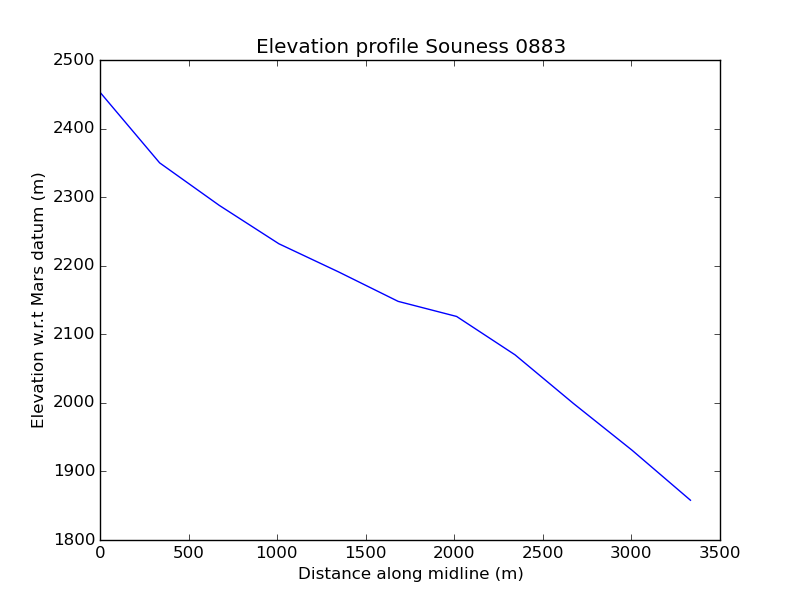 Elevation profile Souness 0883
2500
2400
2300
2200
2100
2000
1900
1800
Elevation w.r.t Mars datum (m)
0 500 1000 1500 2000 2500 3000 3500
Distance along midline (m)